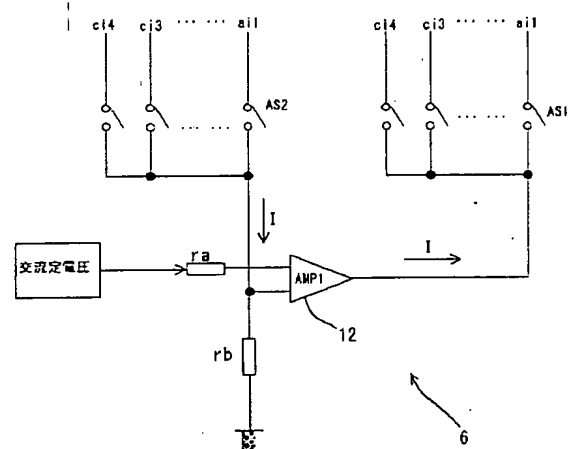 ci4 ci3 ‥‥‥ ai1
ci4 ci3 ‥‥‥ ai1
AS2
AS1
I
交流定電圧
ra
AMP1
I
12
rb
6